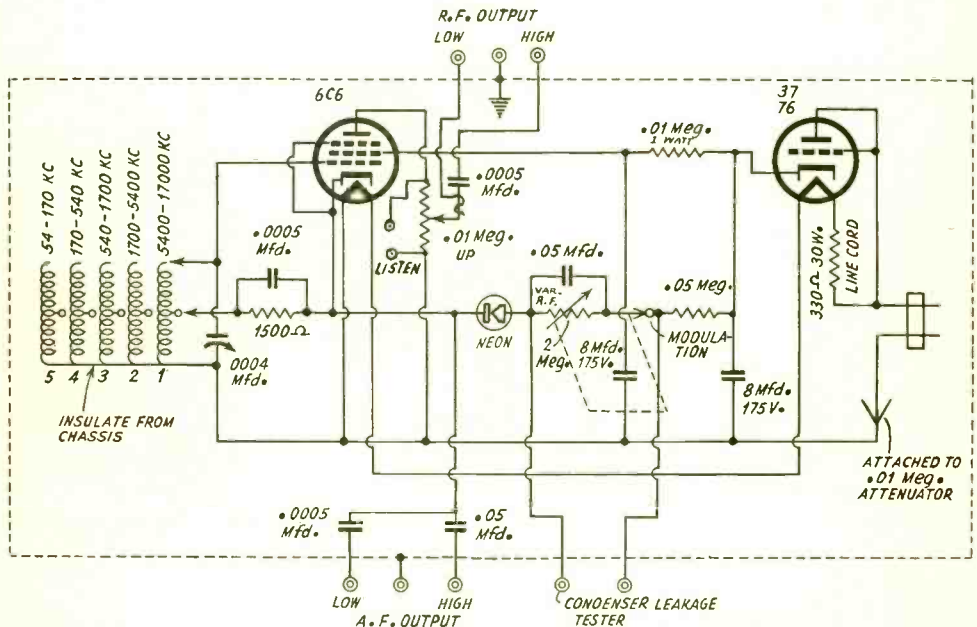 R.F. OUTPUT
LOW
HIGH
6C6
37
76
.01 Meg.
1 WATT
.0005
Mfd.
54-170 KC
170-540 KC
540-1700 KC
1700-5400 KC
5400-17000 KC
.0005
Mfd.
LISTEN
.01 Meg.
UP
.05 Mfd.
VAR.
R.F.
.05 Meg.
330Ω 30W.
LINE CORD
1500Ω
NEON
2
Meg.
MODULA-
TION
.0004
Mfd.
8 Mfd.
175V.
8 Mfd.
175V.
5 4 3 2 1
INSULATE FROM
CHASSIS
ATTACHED TO
.01 Meg.
ATTENUATOR
.0005
Mfd.
.05
Mfd.
LOW
HIGH
A.F. OUTPUT
CONDENSER LEAKAGE
TESTER